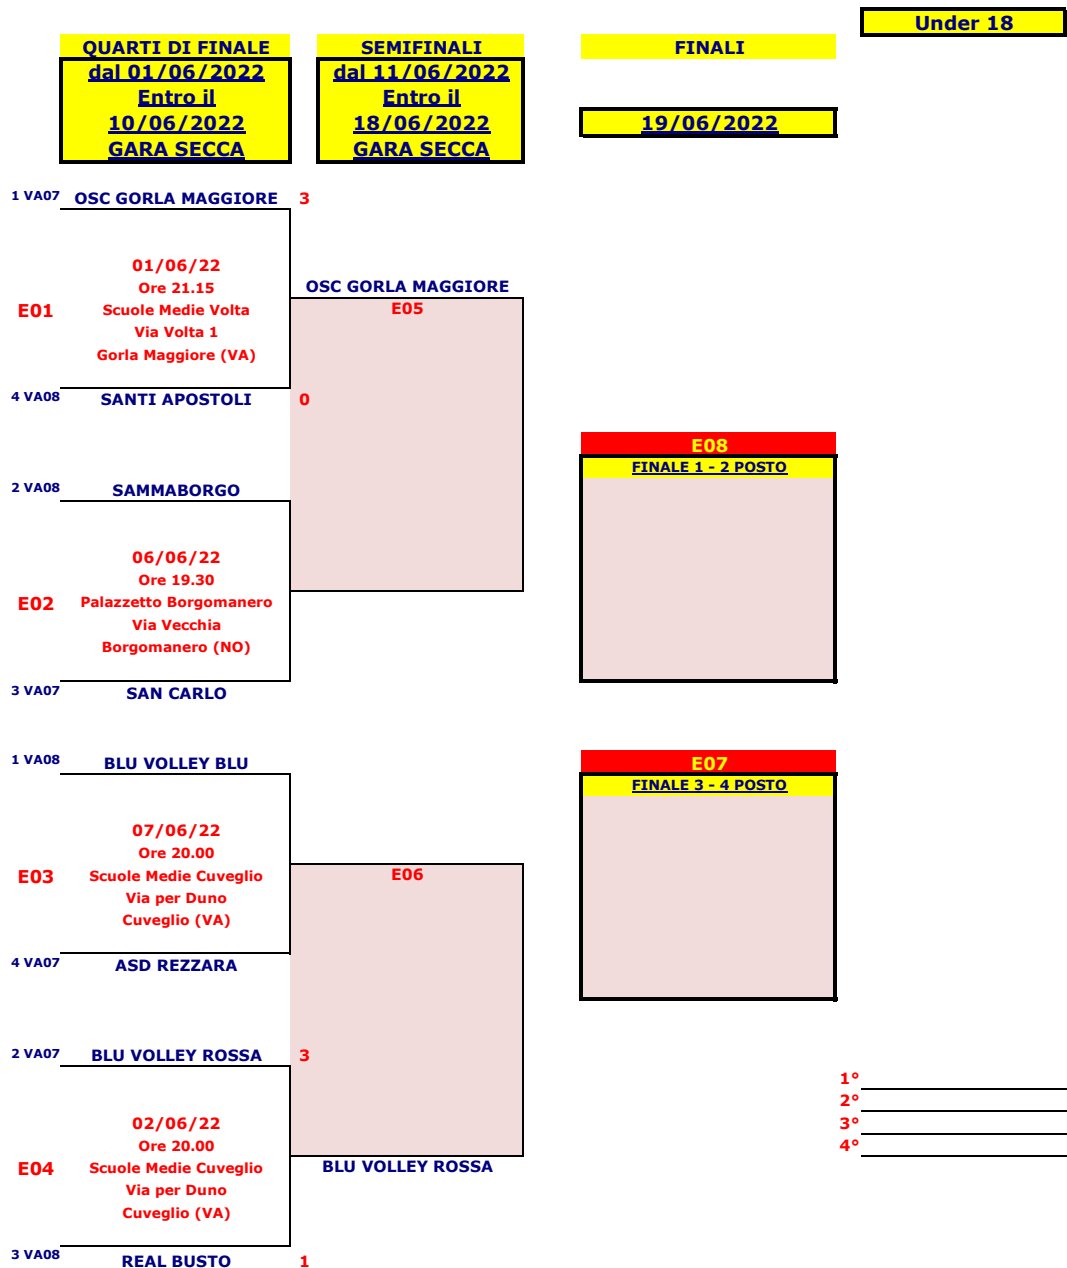 Under 18
QUARTI DI FINALE
SEMIFINALI
FINALI
dal 01/06/2022
Entro il
10/06/2022
GARA SECCA
dal 11/06/2022
Entro il
18/06/2022
GARA SECCA
19/06/2022
1 VA07 OSC GORLA MAGGIORE 3
01/06/22
Ore 21.15
E01 Scuole Medie Volta
Via Volta 1
Gorla Maggiore (VA)
4 VA08 SANTI APOSTOLI 0
OSC GORLA MAGGIORE
E05
2 VA08 SAMMABORGO
06/06/22
Ore 19.30
E02 Palazzetto Borgomanero
Via Vecchia
Borgomanero (NO)
3 VA07 SAN CARLO
E08
FINALE 1 - 2 POSTO
1 VA08 BLU VOLLEY BLU
07/06/22
Ore 20.00
E03 Scuole Medie Cuveglio
Via per Duno
Cuveglio (VA)
4 VA07 ASD REZZARA
E06
E07
FINALE 3 - 4 POSTO
2 VA07 BLU VOLLEY ROSSA 3
02/06/22
Ore 20.00
E04 Scuole Medie Cuveglio
Via per Duno
Cuveglio (VA)
3 VA08 REAL BUSTO 1
BLU VOLLEY ROSSA
1°
2°
3°
4°